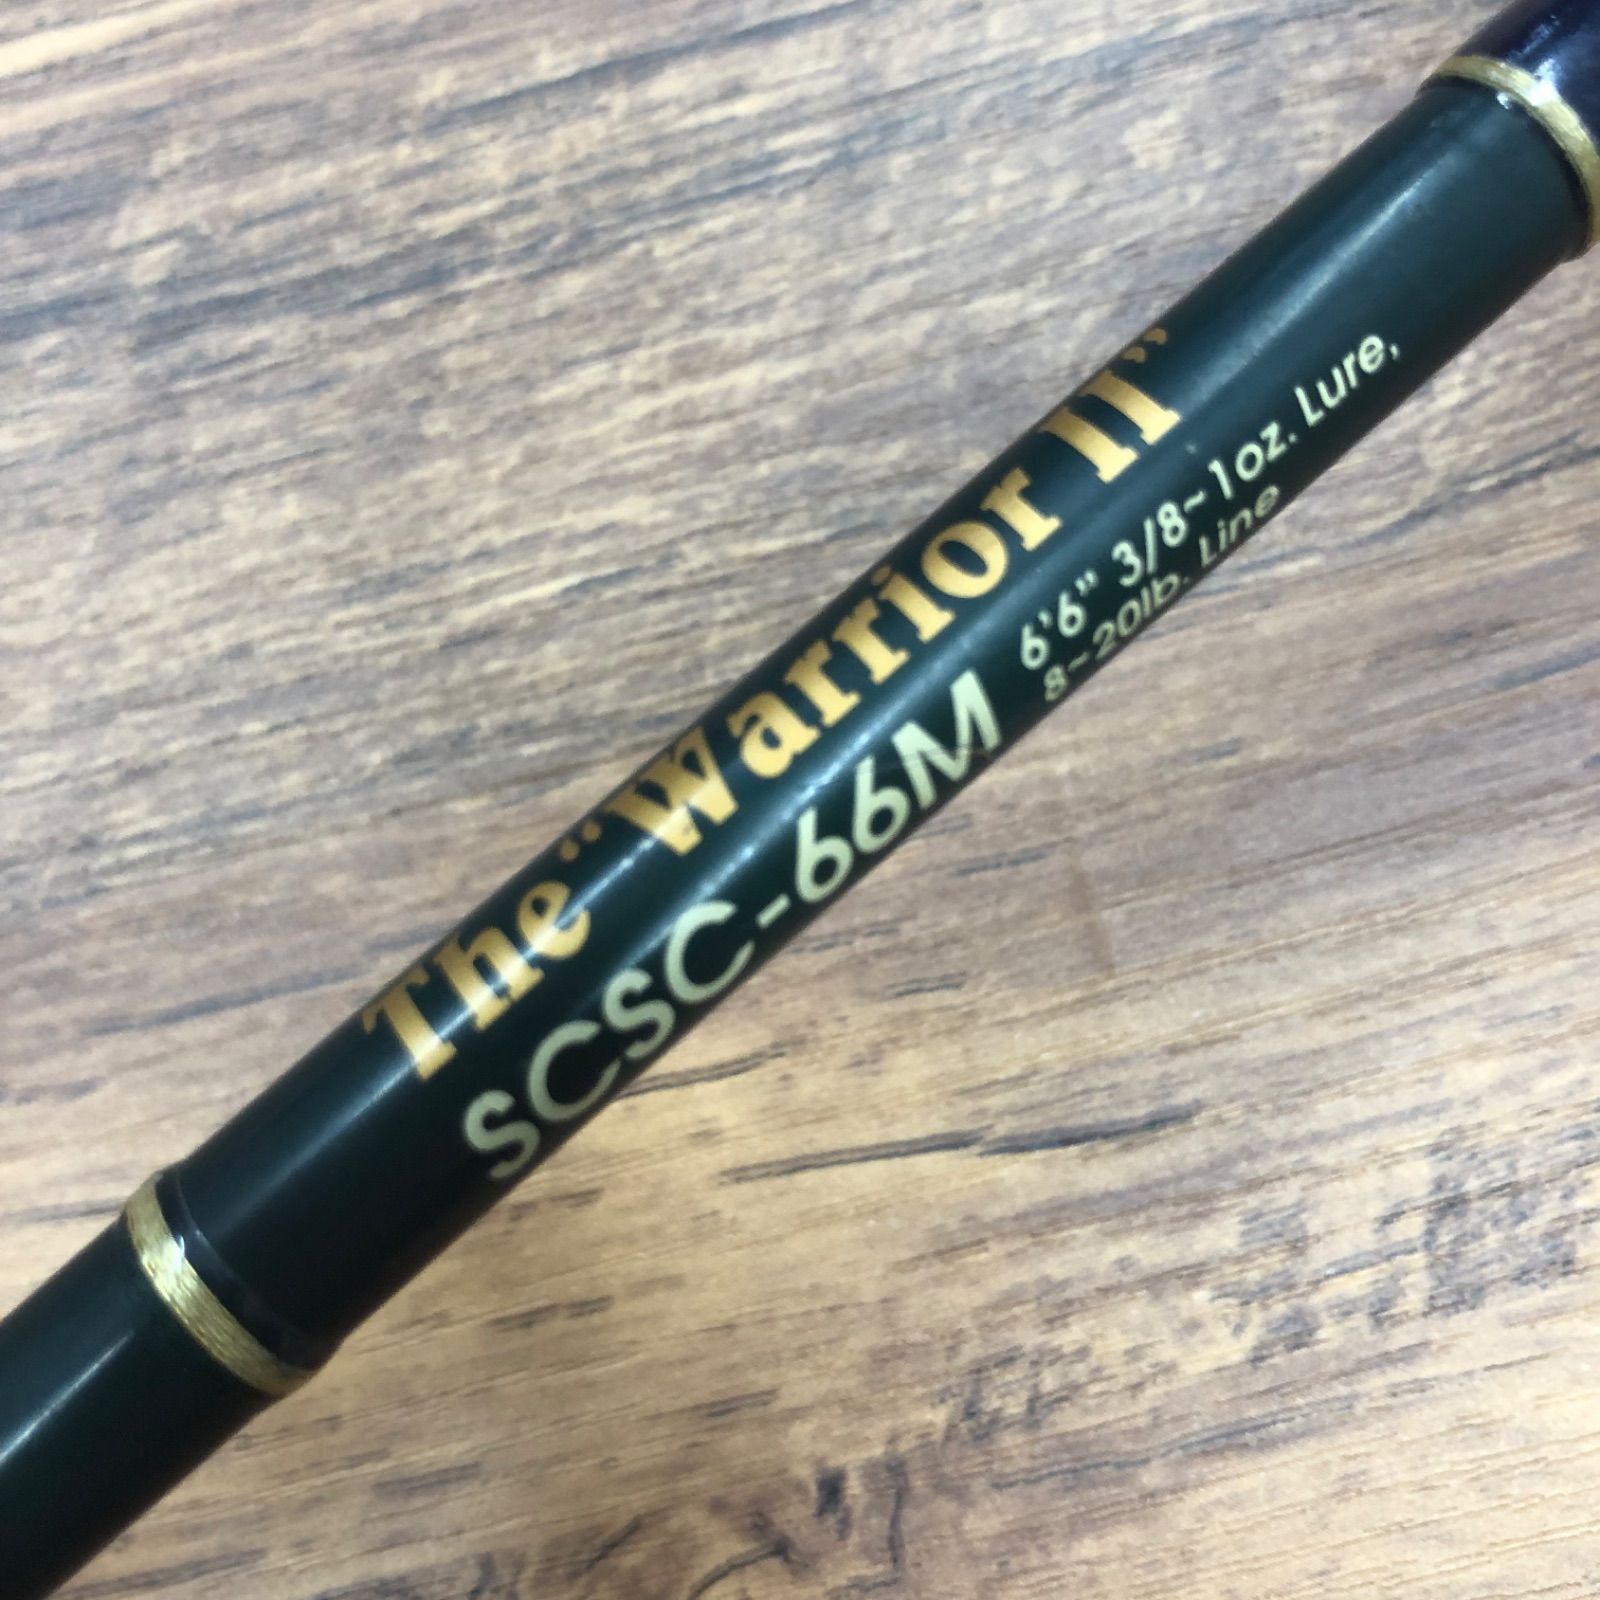 The "Warrior II"
SCSC-66M 6'6" 3/8~1oz. Lure,
8~20lb. Line